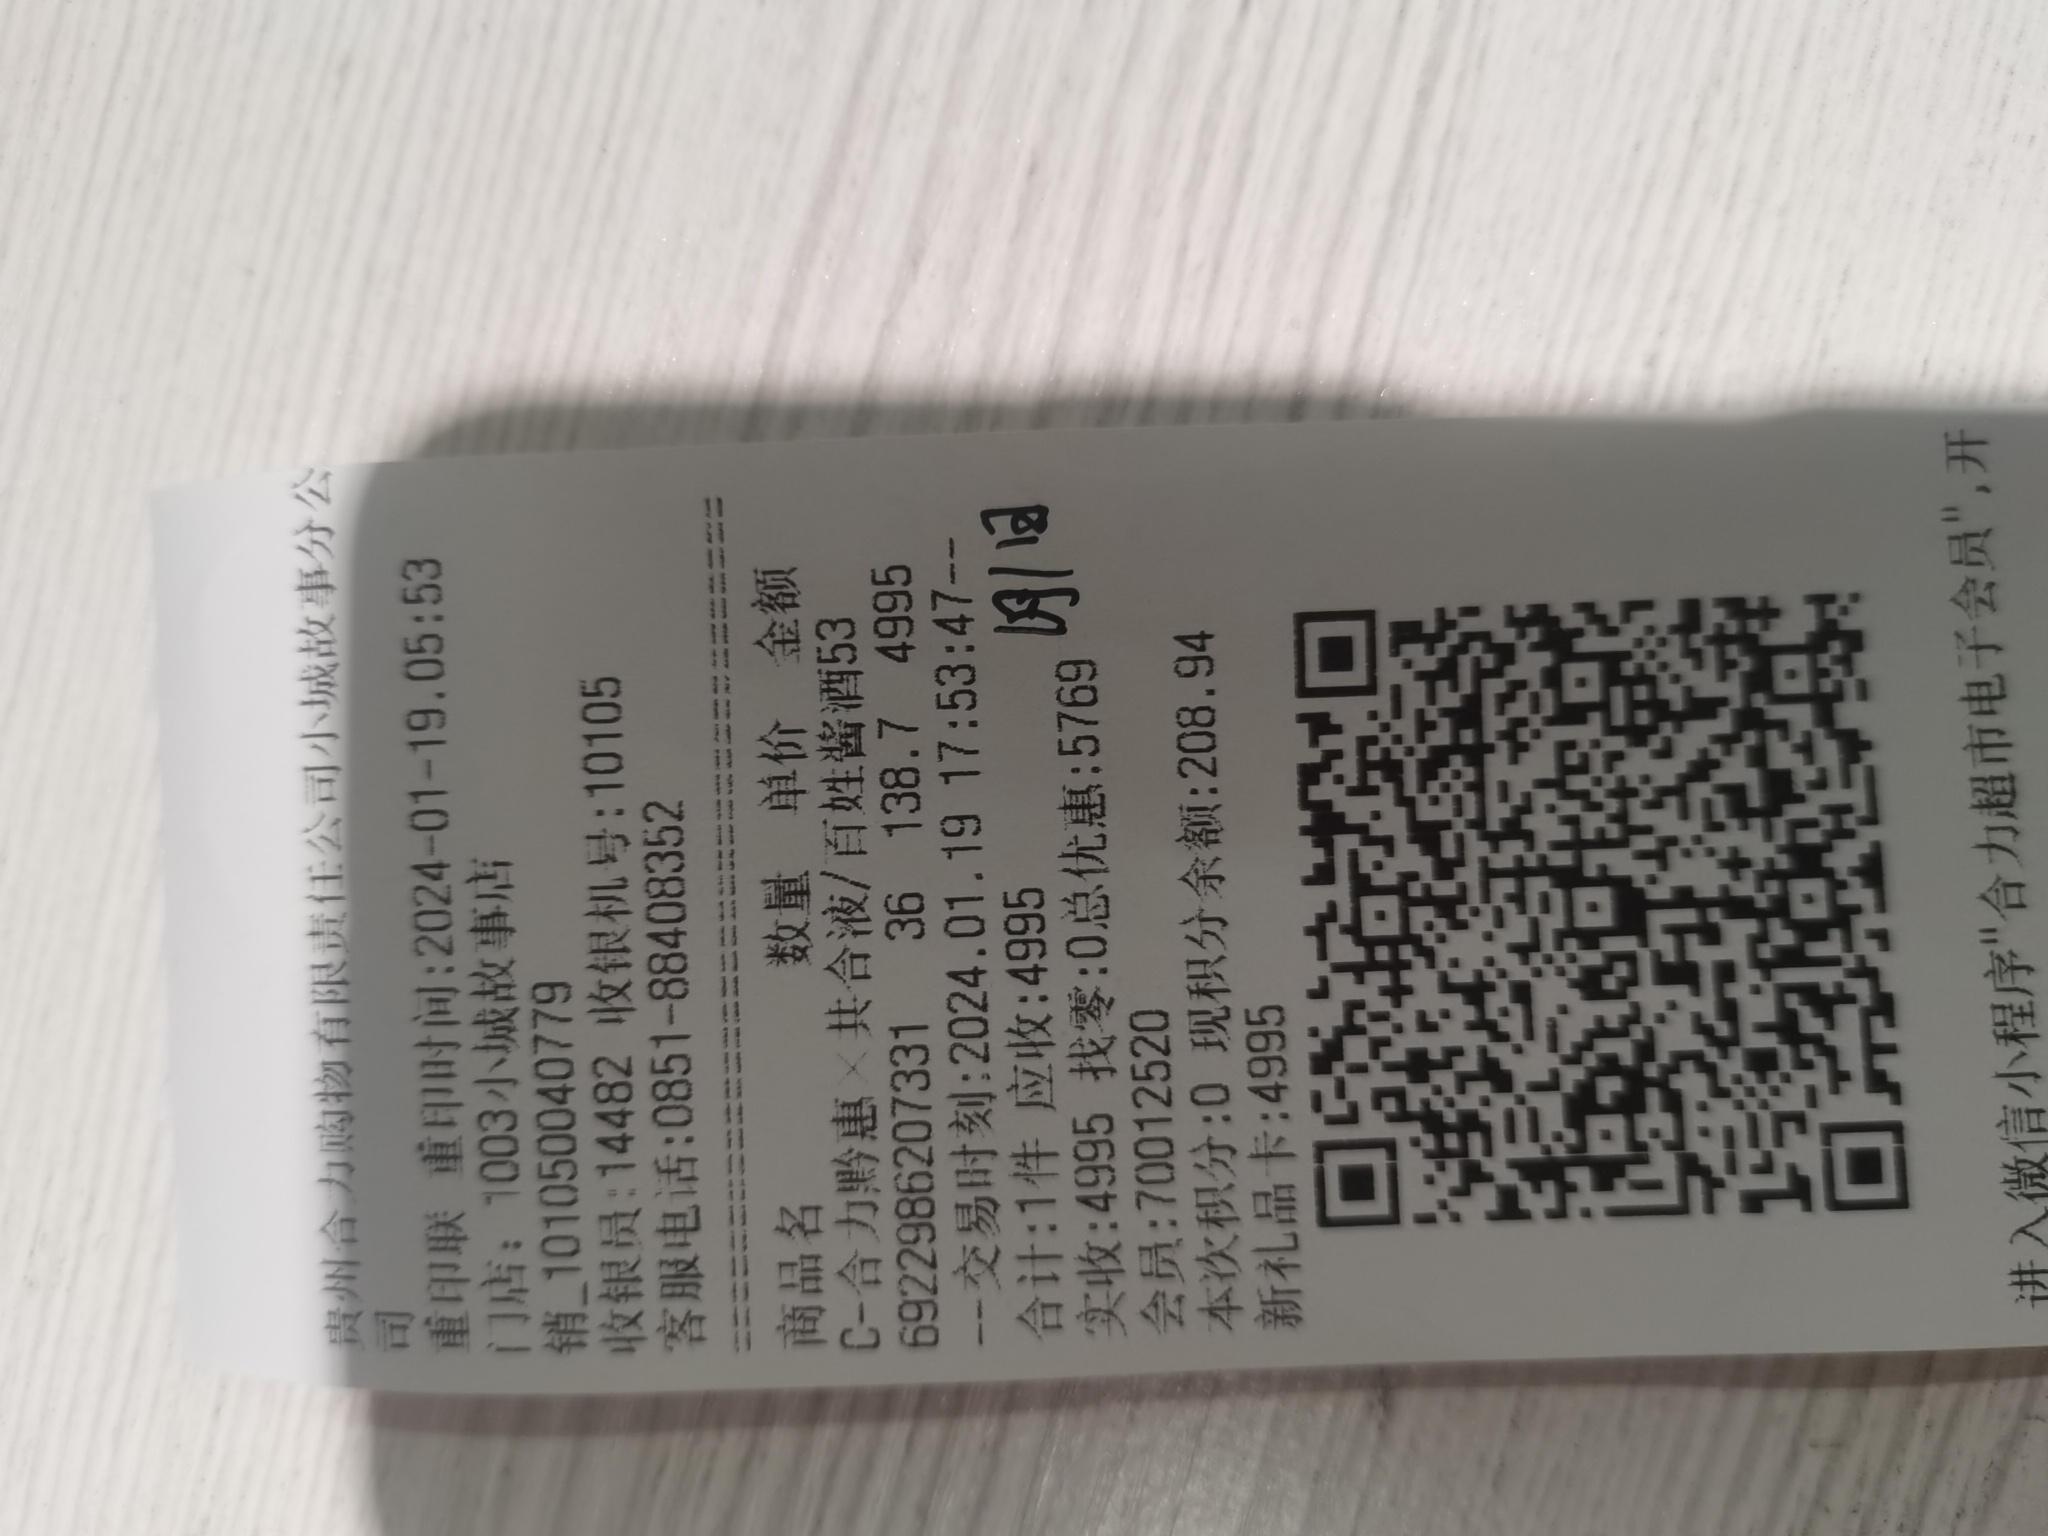 贵州合力购物有限责任公司小城故事分公
司
重印联 重印时间:2024-01-19.05:53
门店: 1003小城故事店
销_101050040779
收银员:14482 收银机号:10105
客服电话:0851-88408352
商品名 数量 单价 金额
C-合力黔惠×共合液/百姓酱酒53
6922986207331 36 138.7 4995
--交易时刻:2024.01.19 17:53:47--
合计:1件 应收:4995
实收:4995 找零:0总优惠:5769
会员:70012520
本次积分:0 现积分余额:208.94
新礼品卡:4995
进入微信小程序"合力超市电子会员",开